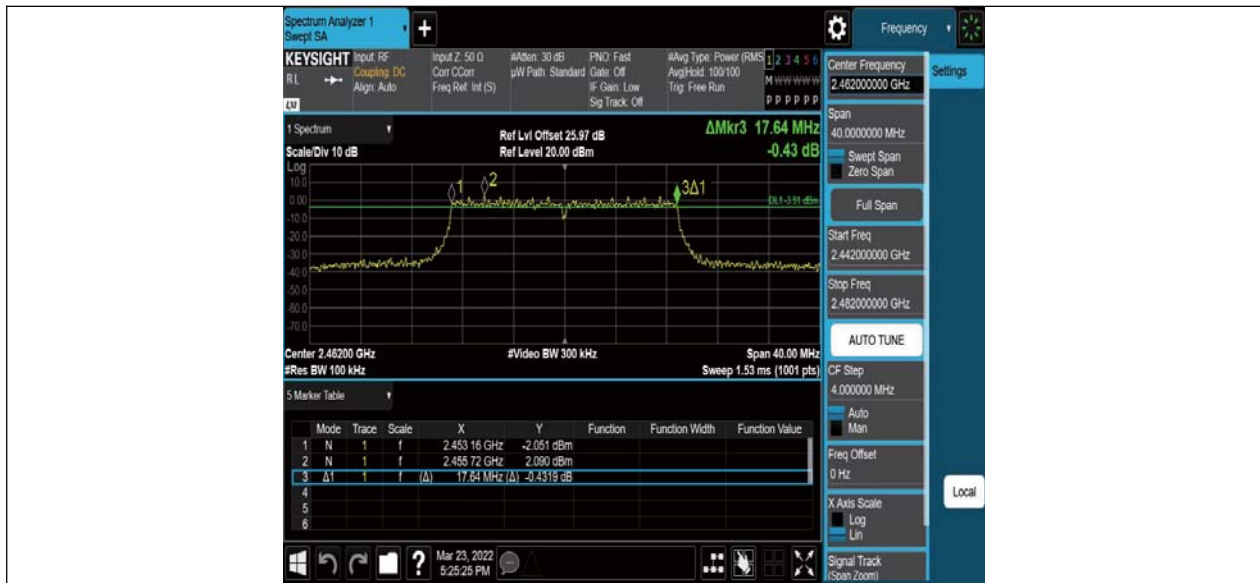 Spectrum Analyzer 1
Swept SA
+
Frequency
KEYSIGHT
RL
LXI
Input: RF
Coupling: DC
Align: Auto
Input Z: 50 Ω
Corr CCorr
Freq Ref: Int (S)
#Atten: 30 dB
µW Path: Standard
PNO: Fast
Gate: Off
IF Gain: Low
Sig Track: Off
#Avg Type: Power (RMS
Avg|Hold: 100/100
Trig: Free Run
1 2 3 4 5 6
M W W W W W
P P P P P P
1 Spectrum
Scale/Div 10 dB
Ref Lvl Offset 25.97 dB
Ref Level 20.00 dBm
ΔMkr3 17.64 MHz
-0.43 dB
Log
10.0
0.00
-10.0
-20.0
-30.0
-40.0
-50.0
-60.0
-70.0
1
2
3Δ1
DL1 -3.91 dBm
Center 2.46200 GHz
#Video BW 300 kHz
Span 40.00 MHz
#Res BW 100 kHz
Sweep 1.53 ms (1001 pts)
5 Marker Table
Mode Trace Scale X Y Function Function Width Function Value
1 N 1 f 2.453 16 GHz -2.051 dBm
2 N 1 f 2.455 72 GHz 2.090 dBm
3 Δ1 1 f (Δ) 17.64 MHz (Δ) -0.4319 dB
4
5
6
?
Mar 23, 2022
5:25:25 PM
Center Frequency
2.462000000 GHz
Settings
Span
40.0000000 MHz
Swept Span
Zero Span
Full Span
Start Freq
2.442000000 GHz
Stop Freq
2.482000000 GHz
AUTO TUNE
CF Step
4.000000 MHz
Auto
Man
Freq Offset
0 Hz
X Axis Scale
Log
Lin
Local
Signal Track
(Span Zoom)